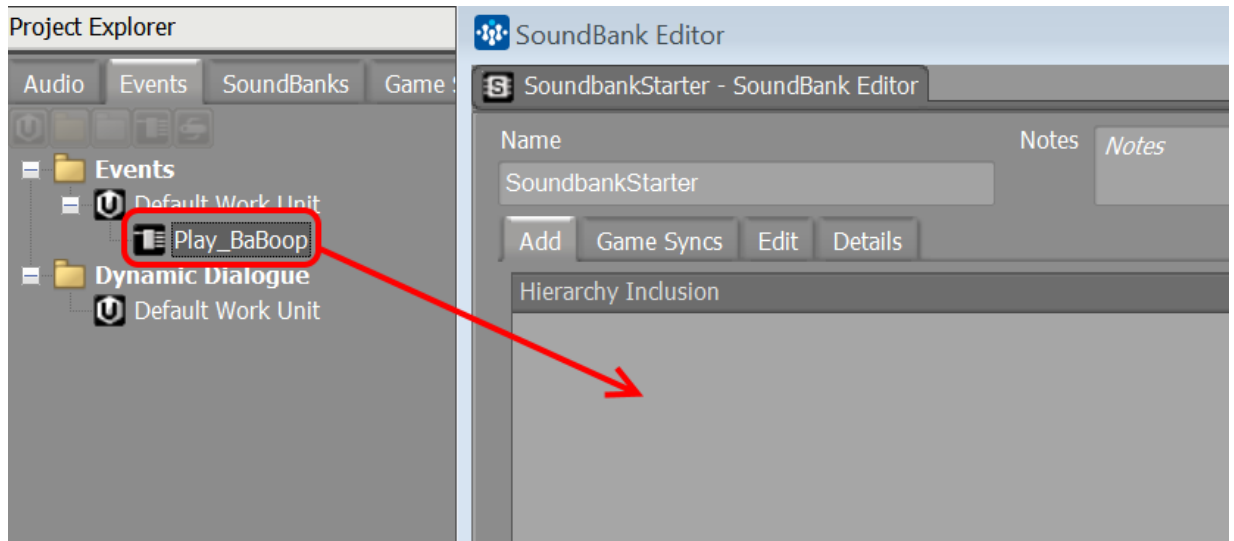 Project Explorer
Audio Events SoundBanks Game
Events
Default Work Unit
Play_BaBoop
Dynamic Dialogue
Default Work Unit
SoundBank Editor
SoundbankStarter - SoundBank Editor
Name
Notes
Notes
SoundbankStarter
Add Game Syncs Edit Details
Hierarchy Inclusion